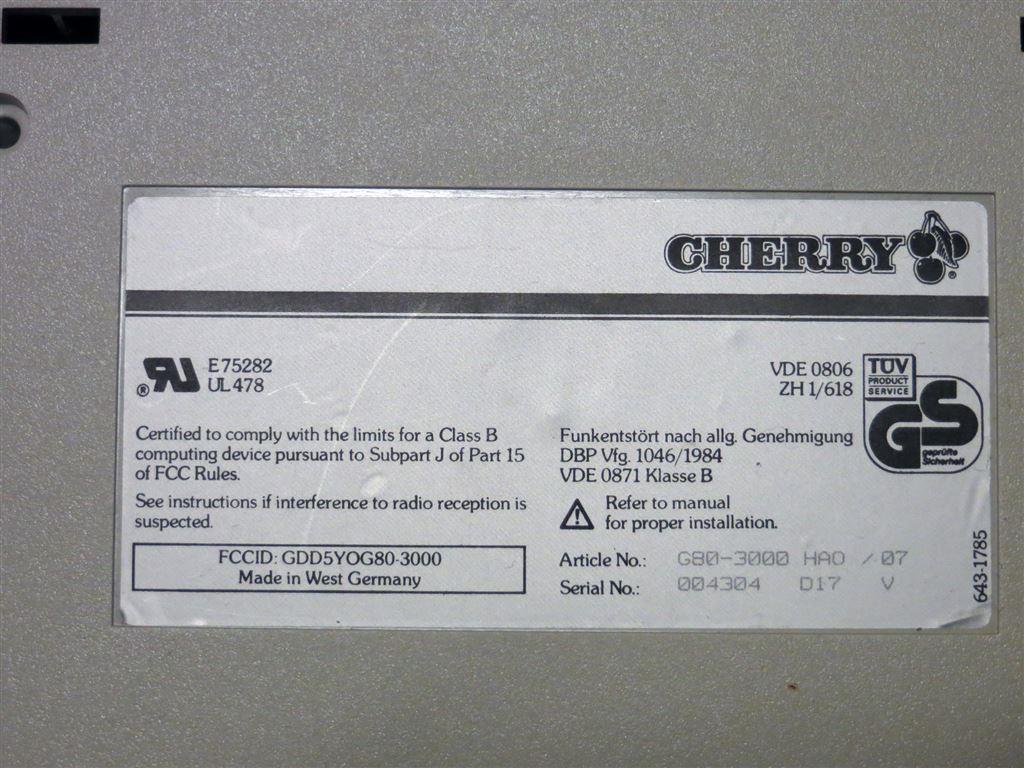 CHERRY
®
E75282
UL 478
®
VDE 0806
ZH 1/618
TÜV
PRODUCT
SERVICE
GS
geprüfte
Sicherheit
Certified to comply with the limits for a Class B
computing device pursuant to Subpart J of Part 15
of FCC Rules.
See instructions if interference to radio reception is
suspected.
FCCID: GDD5YOG80-3000
Made in West Germany
Funkentstört nach allg. Genehmigung
DBP Vfg. 1046/1984
VDE 0871 Klasse B
Refer to manual
for proper installation.
Article No.: G80-3000 HAO / 07
Serial No.: 004304 D17 V
643-1785